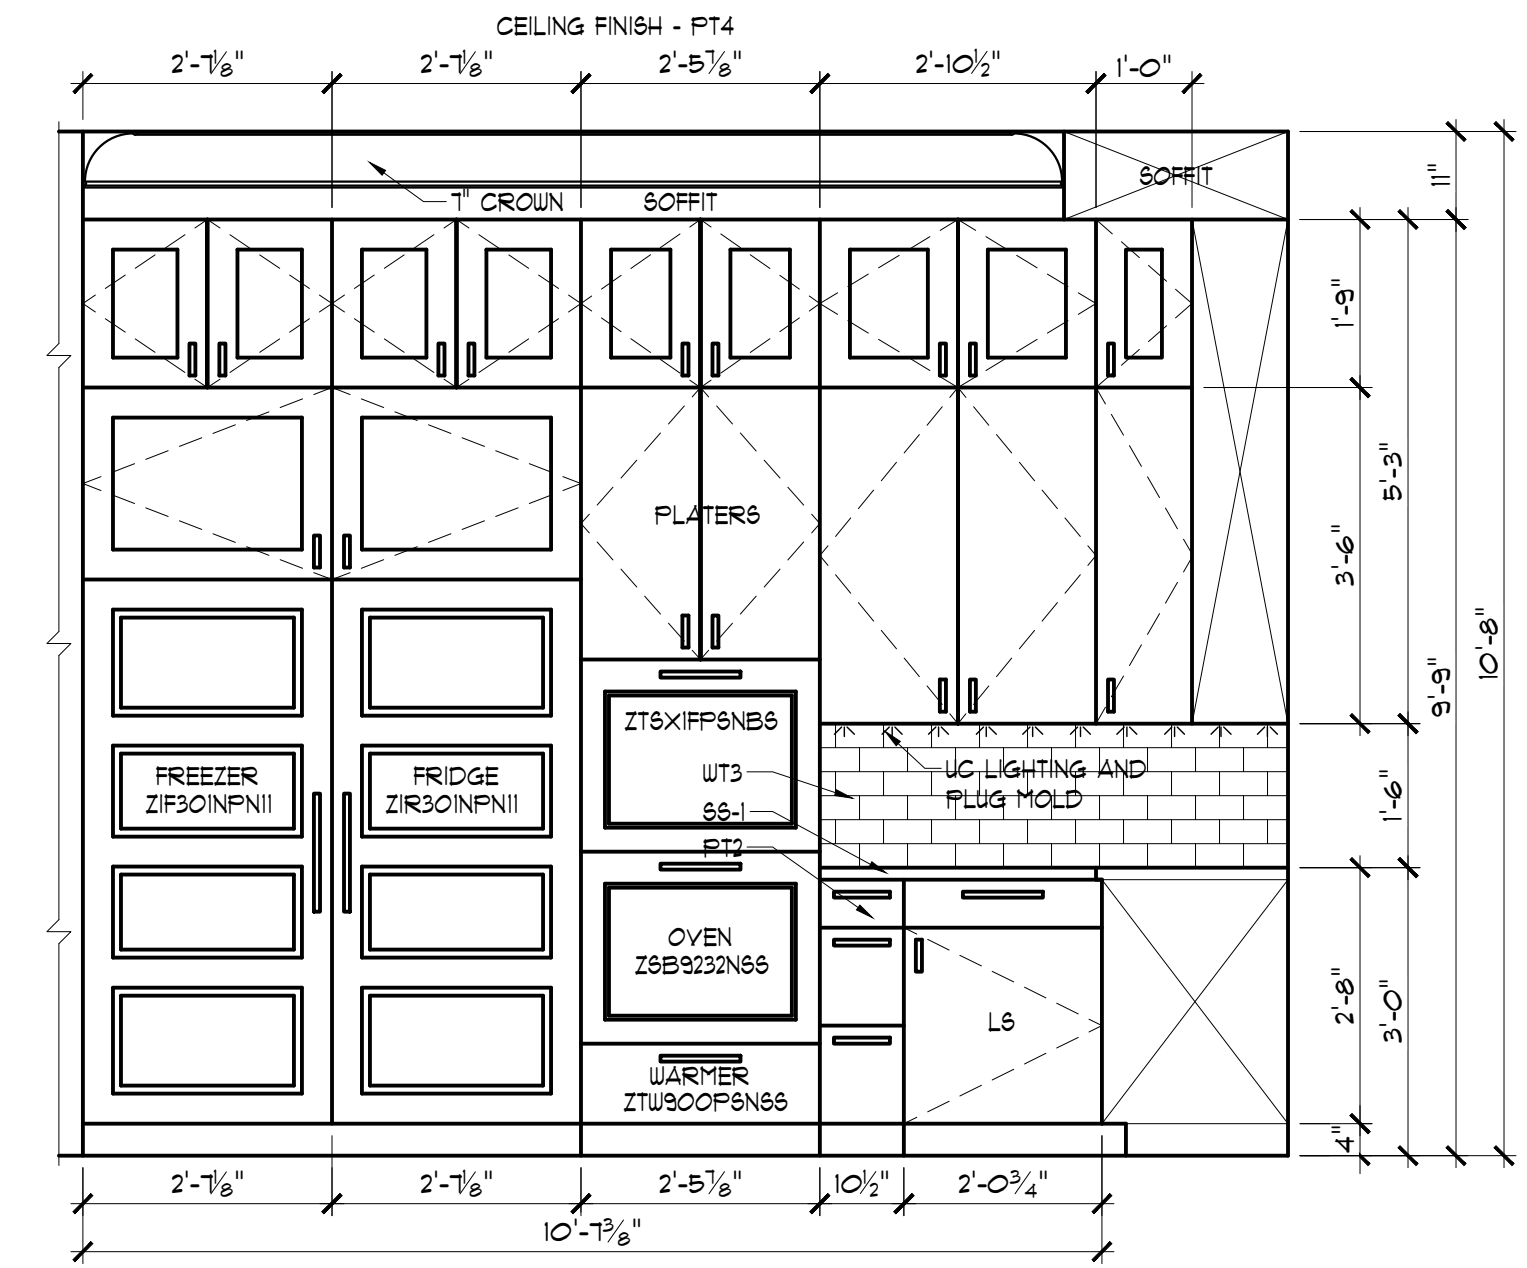 CEILING FINISH - PT4
2'-7⅛"
2'-7⅛"
2'-5⅞"
2'-10½"
1'-0"
SOFFIT
11"
7" CROWN
SOFFIT
1'-9"
5'-3"
PLATERS
3'-6"
10'-8"
9'-9"
ZTSX1FPSNBS
FREEZER
ZIF30INPN11
FRIDGE
ZIR30INPN11
WT3
UC LIGHTING AND
PLUG MOLD
SS-1
1'-6"
PT2
OVEN
ZSB9232NSS
2'-8"
3'-0"
LS
WARMER
ZTW900PSNSS
4"
2'-7⅛"
2'-7⅛"
2'-5⅞"
10½"
2'-0¾"
10'-7⅜"